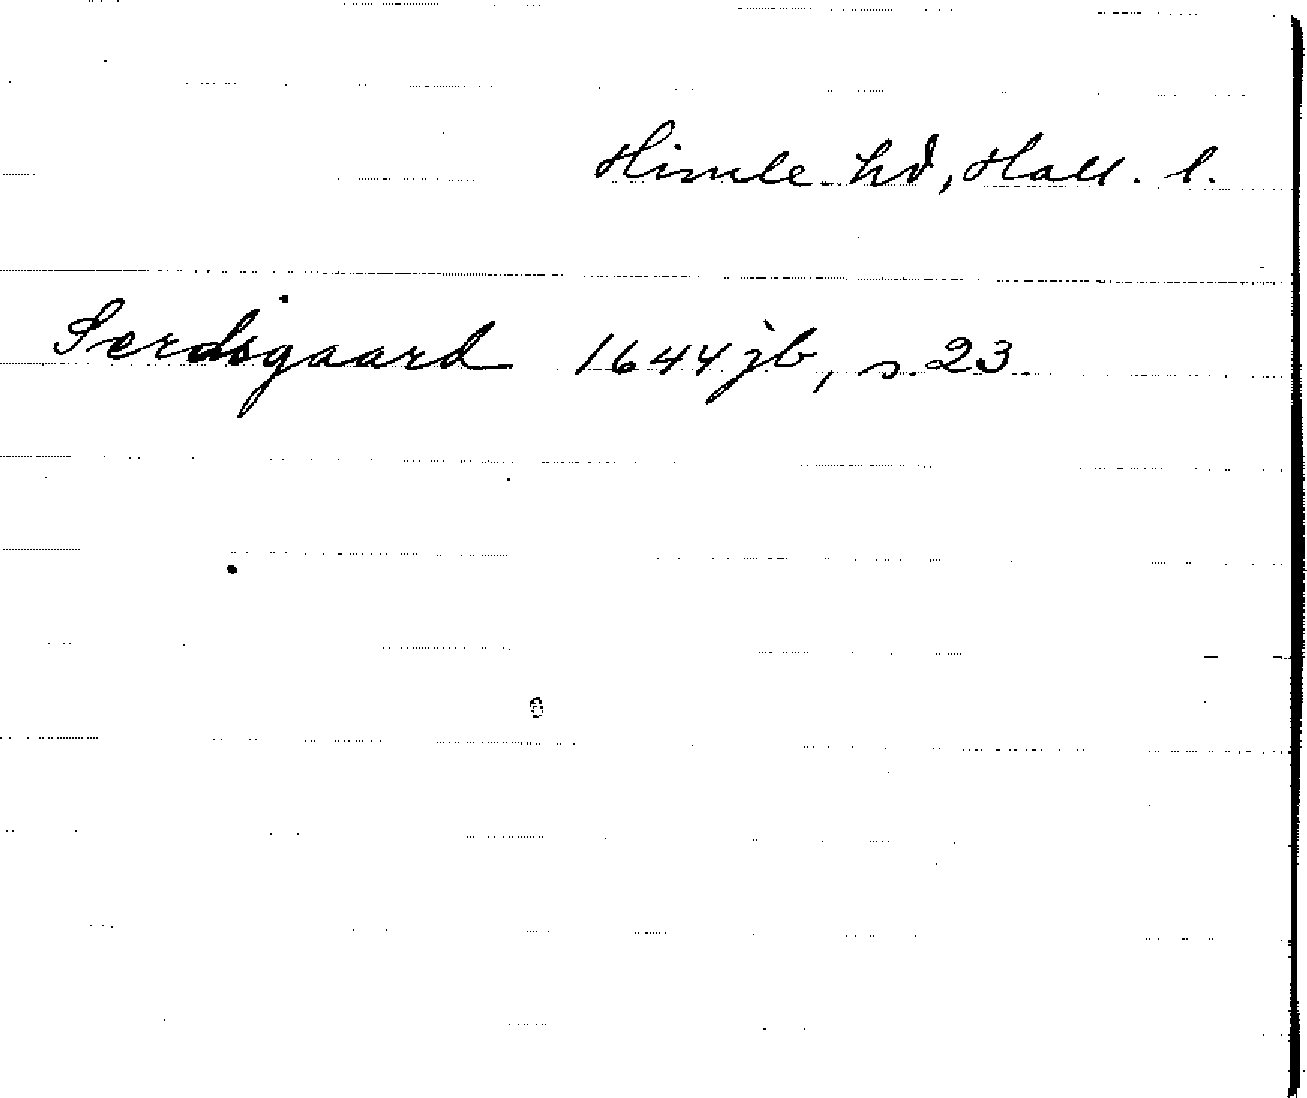 Himle hd, Hall. l.
Serdsgaard 1644 jb, s. 23.